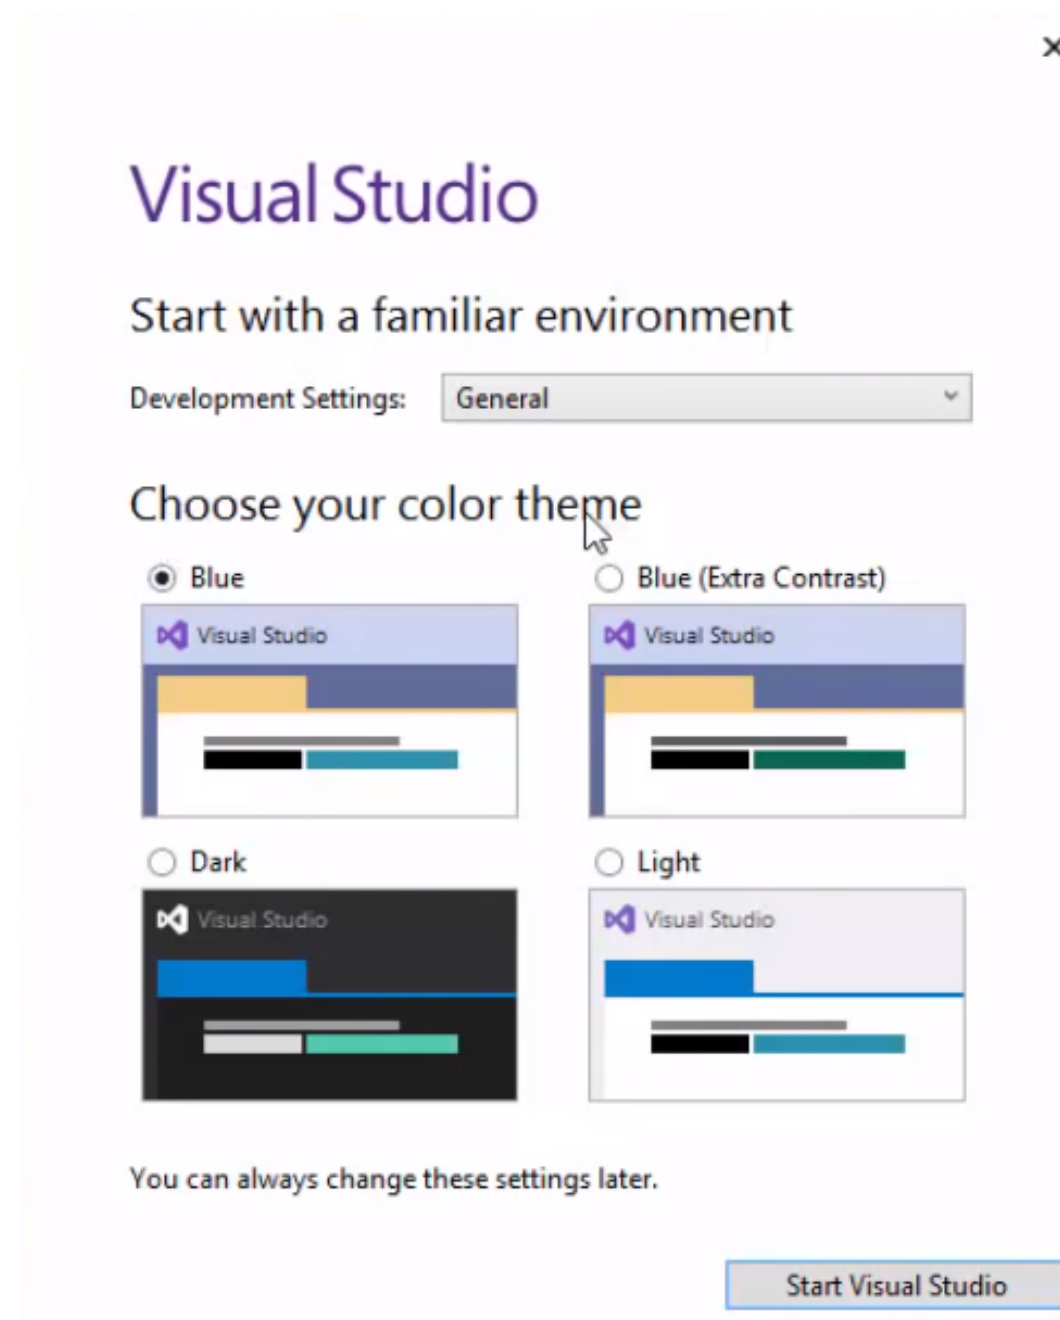 Visual Studio
Start with a familiar environment
Development Settings: General
Choose your color theme
Blue
Blue (Extra Contrast)
Visual Studio
Visual Studio
Dark
Light
Visual Studio
Visual Studio
You can always change these settings later.
Start Visual Studio